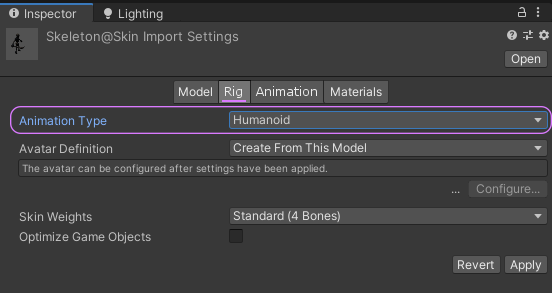 Inspector
Lighting
Skeleton@Skin Import Settings
Open
Model Rig Animation Materials
Animation Type Humanoid
Avatar Definition Create From This Model
The avatar can be configured after settings have been applied.
... Configure...
Skin Weights Standard (4 Bones)
Optimize Game Objects
Revert Apply